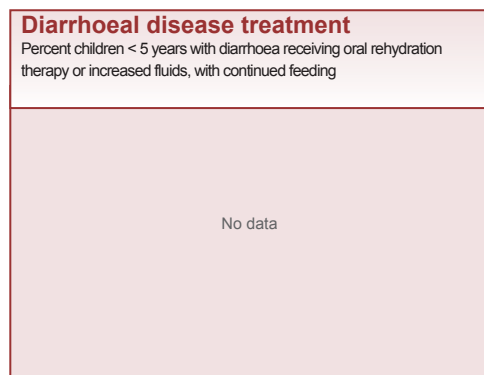 Diarrhoeal disease treatment
Percent children < 5 years with diarrhoea receiving oral rehydration
therapy or increased fluids, with continued feeding
No data